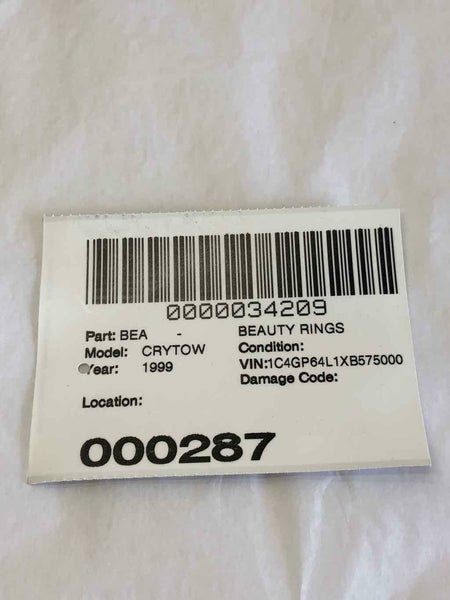 0000034209
Part: BEA - BEAUTY RINGS
Model: CRYTOW Condition:
Year: 1999 VIN:1C4GP64L1XB575000
Damage Code:
Location:
000287